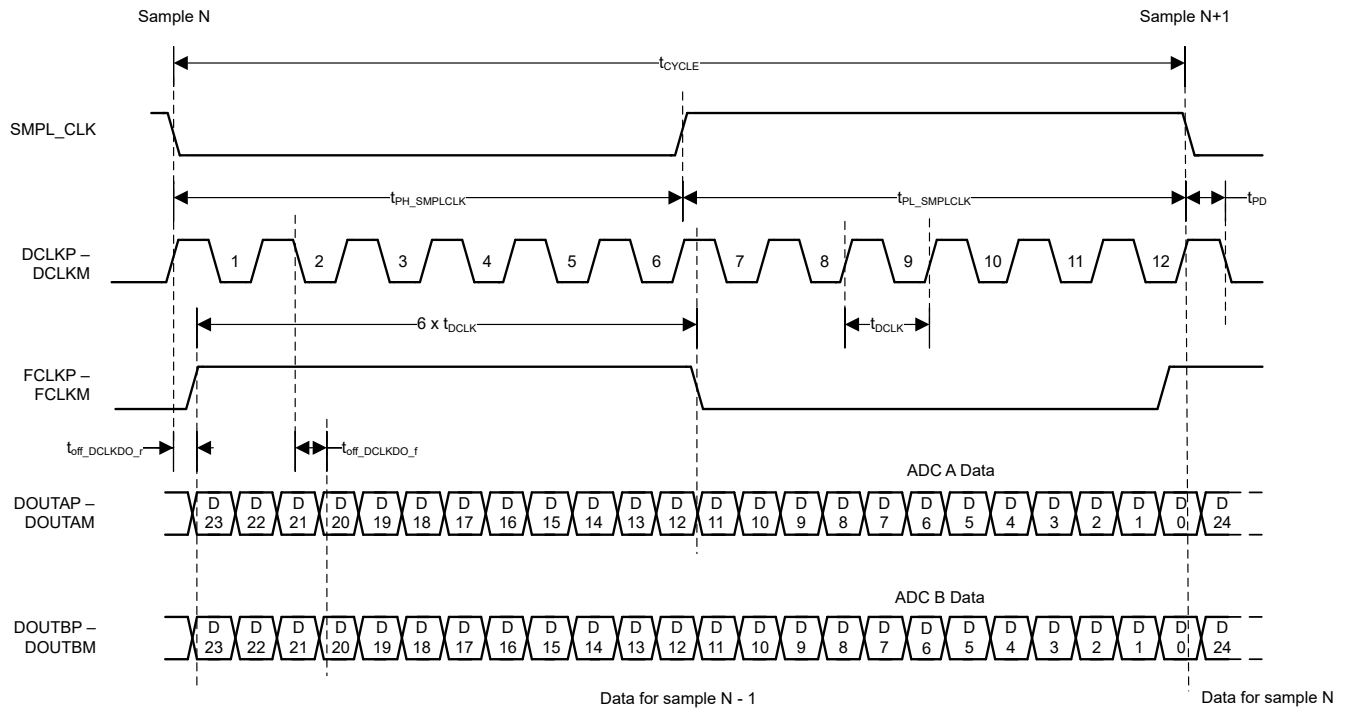 Sample N
Sample N+1
tCYCLE
SMPL_CLK
tPH_SMPLCLK
tPL_SMPLCLK
tPD
DCLKP –
DCLKM
1 2 3 4 5 6 7 8 9 10 11 12
6 x tDCLK
tDCLK
FCLKP –
FCLKM
toff_DCLKDO_r
toff_DCLKDO_f
ADC A Data
DOUTAP –
DOUTAM
D D D D D D D D D D D D D D D D D D D D D D D D D
23 22 21 20 19 18 17 16 15 14 13 12 11 10 9 8 7 6 5 4 3 2 1 0 24
ADC B Data
DOUTBP –
DOUTBM
D D D D D D D D D D D D D D D D D D D D D D D D D
23 22 21 20 19 18 17 16 15 14 13 12 11 10 9 8 7 6 5 4 3 2 1 0 24
Data for sample N - 1
Data for sample N